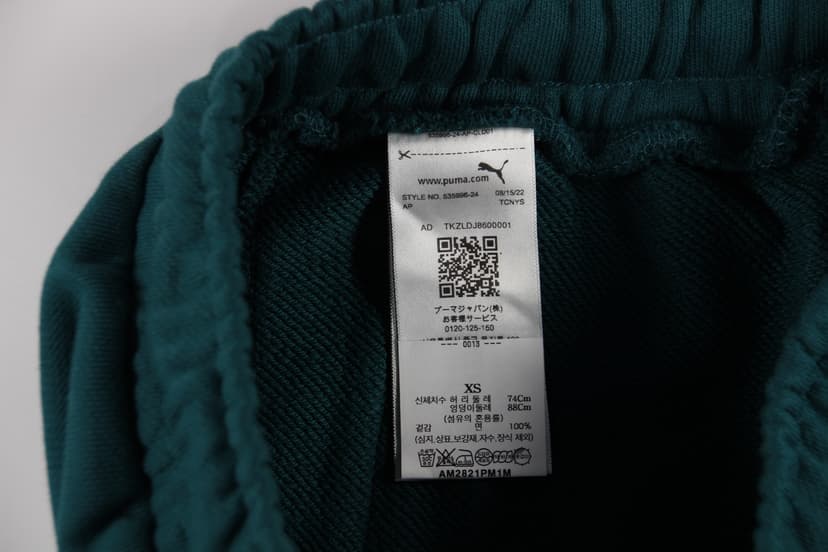 www.puma.com
STYLE NO. 535896-24 08/15/22
AP TCNYS
AD TKZLDJ8600001
プーマジャパン(株)
お客様サービス
0120-125-150
0013
XS
신체치수 허 리 둘 레 74Cm
엉덩이둘레 88Cm
(섬유의 혼용률)
겉감 면 100%
(심지,상표,보강재,자수,장식 제외)
AM2821PM1M